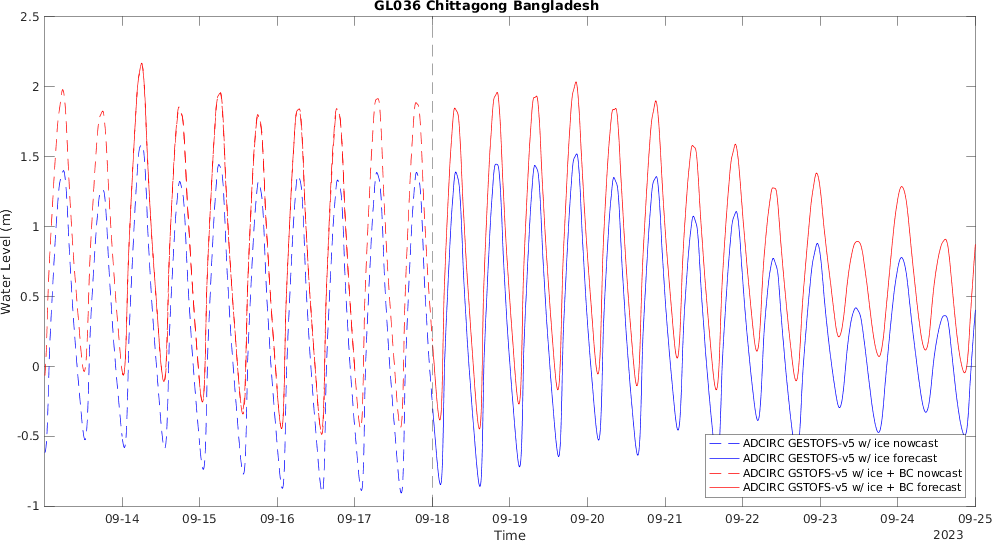 GL036 Chittagong Bangladesh
2.5
2
1.5
1
0.5
0
-0.5
-1
Water Level (m)
ADCIRC GESTOFS-v5 w/ ice nowcast
ADCIRC GESTOFS-v5 w/ ice forecast
ADCIRC GSTOFS-v5 w/ ice + BC nowcast
ADCIRC GSTOFS-v5 w/ ice + BC forecast
09-14 09-15 09-16 09-17 09-18 09-19 09-20 09-21 09-22 09-23 09-24 09-25
Time
2023